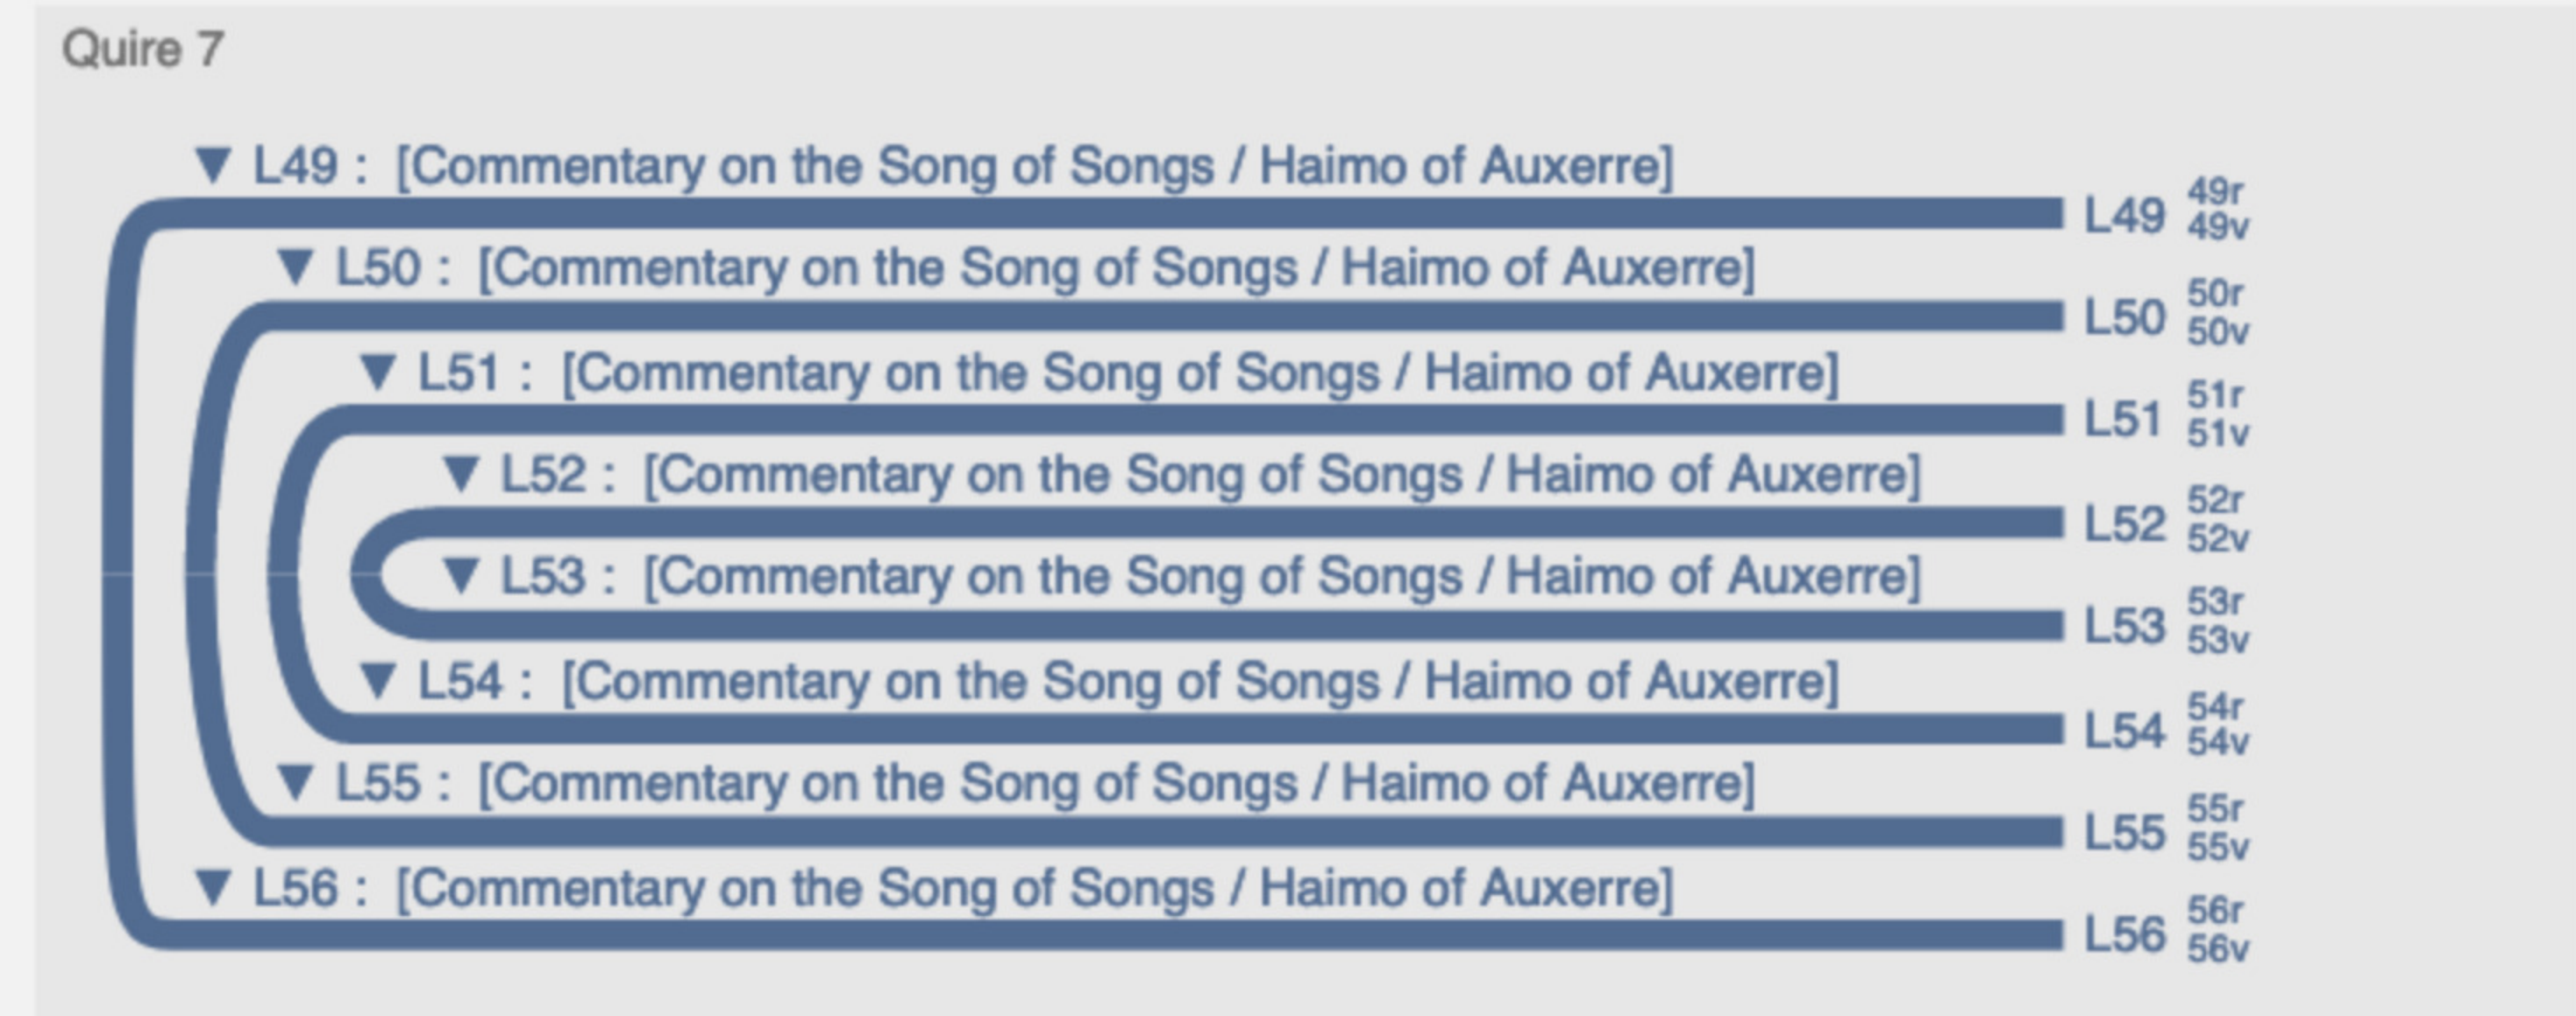 Quire 7
▼ L49 : [Commentary on the Song of Songs / Haimo of Auxerre]
L49 49r
49v
▼ L50 : [Commentary on the Song of Songs / Haimo of Auxerre]
L50 50r
50v
▼ L51 : [Commentary on the Song of Songs / Haimo of Auxerre]
L51 51r
51v
▼ L52 : [Commentary on the Song of Songs / Haimo of Auxerre]
L52 52r
52v
▼ L53 : [Commentary on the Song of Songs / Haimo of Auxerre]
L53 53r
53v
▼ L54 : [Commentary on the Song of Songs / Haimo of Auxerre]
L54 54r
54v
▼ L55 : [Commentary on the Song of Songs / Haimo of Auxerre]
L55 55r
55v
▼ L56 : [Commentary on the Song of Songs / Haimo of Auxerre]
L56 56r
56v